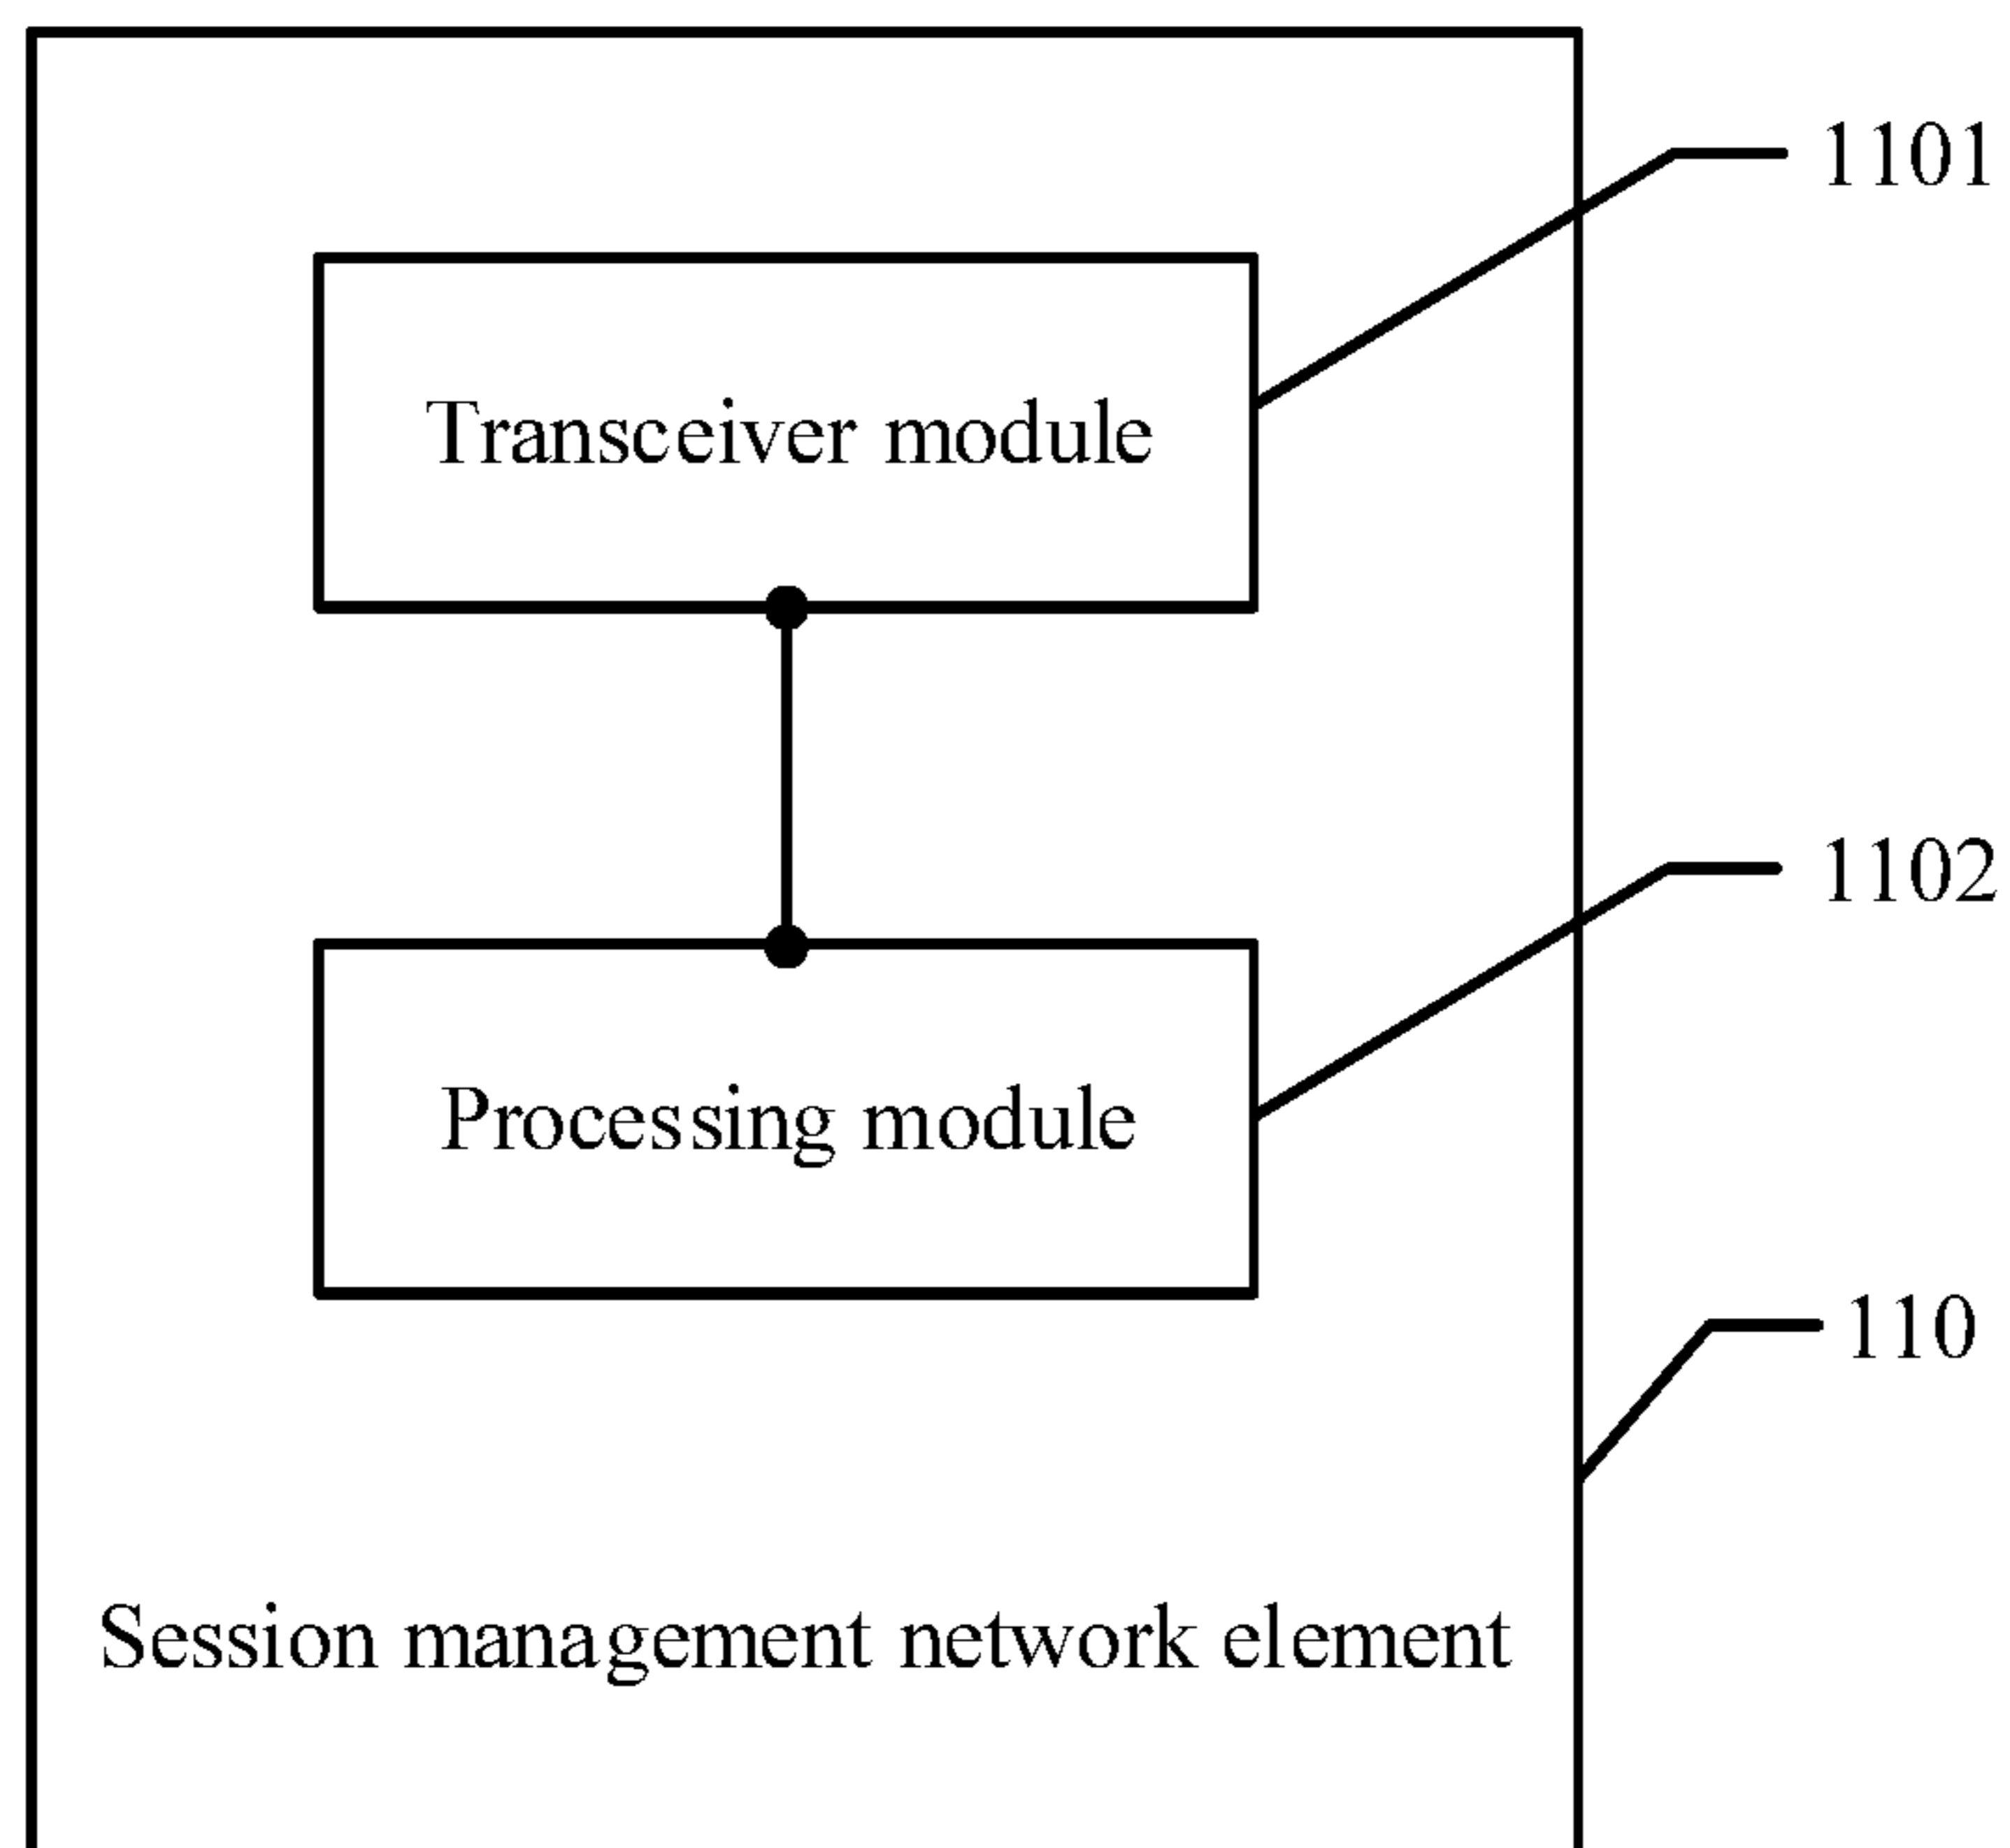 1101
Transceiver module
1102
Processing module
110
Session management network element